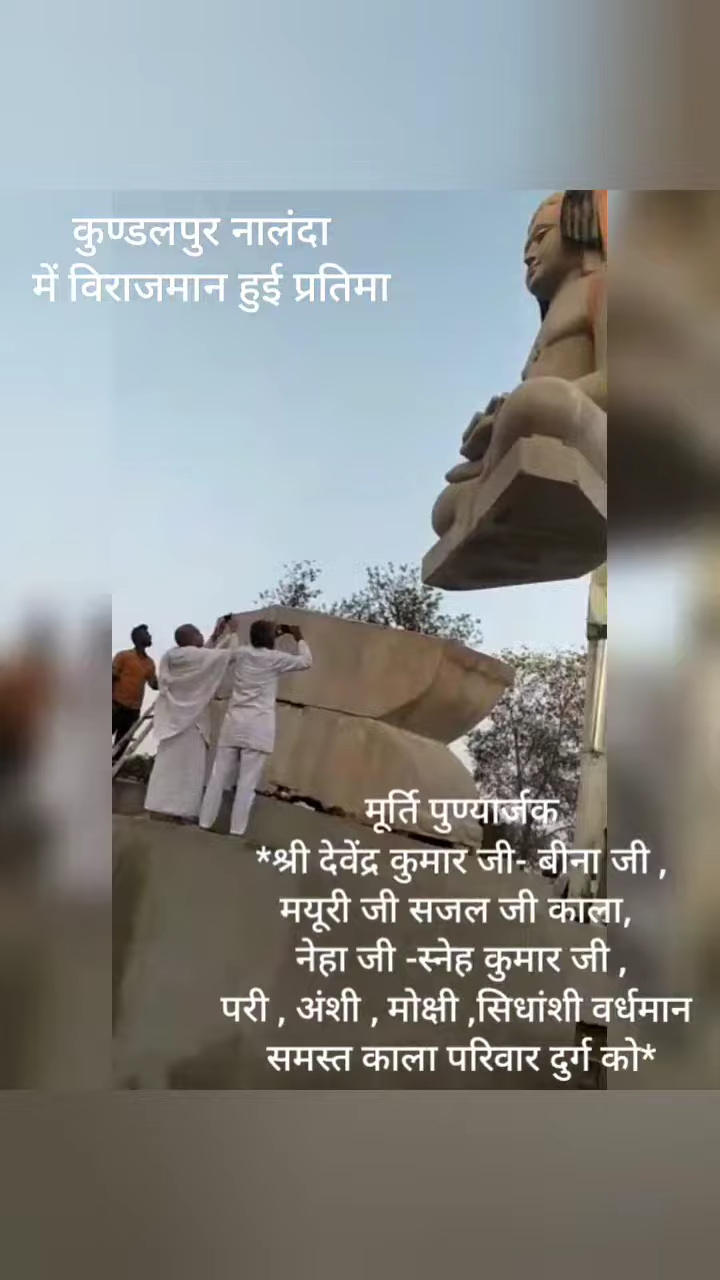 कुण्डलपुर नालंदा
में विराजमान हुई प्रतिमा
मूर्ति पुण्यार्जक
*श्री देवेंद्र कुमार जी- बीना जी ,
मयूरी जी सजल जी काला,
नेहा जी -स्नेह कुमार जी ,
परी , अंशी , मोक्षी ,सिधांशी वर्धमान
समस्त काला परिवार दुर्ग को*